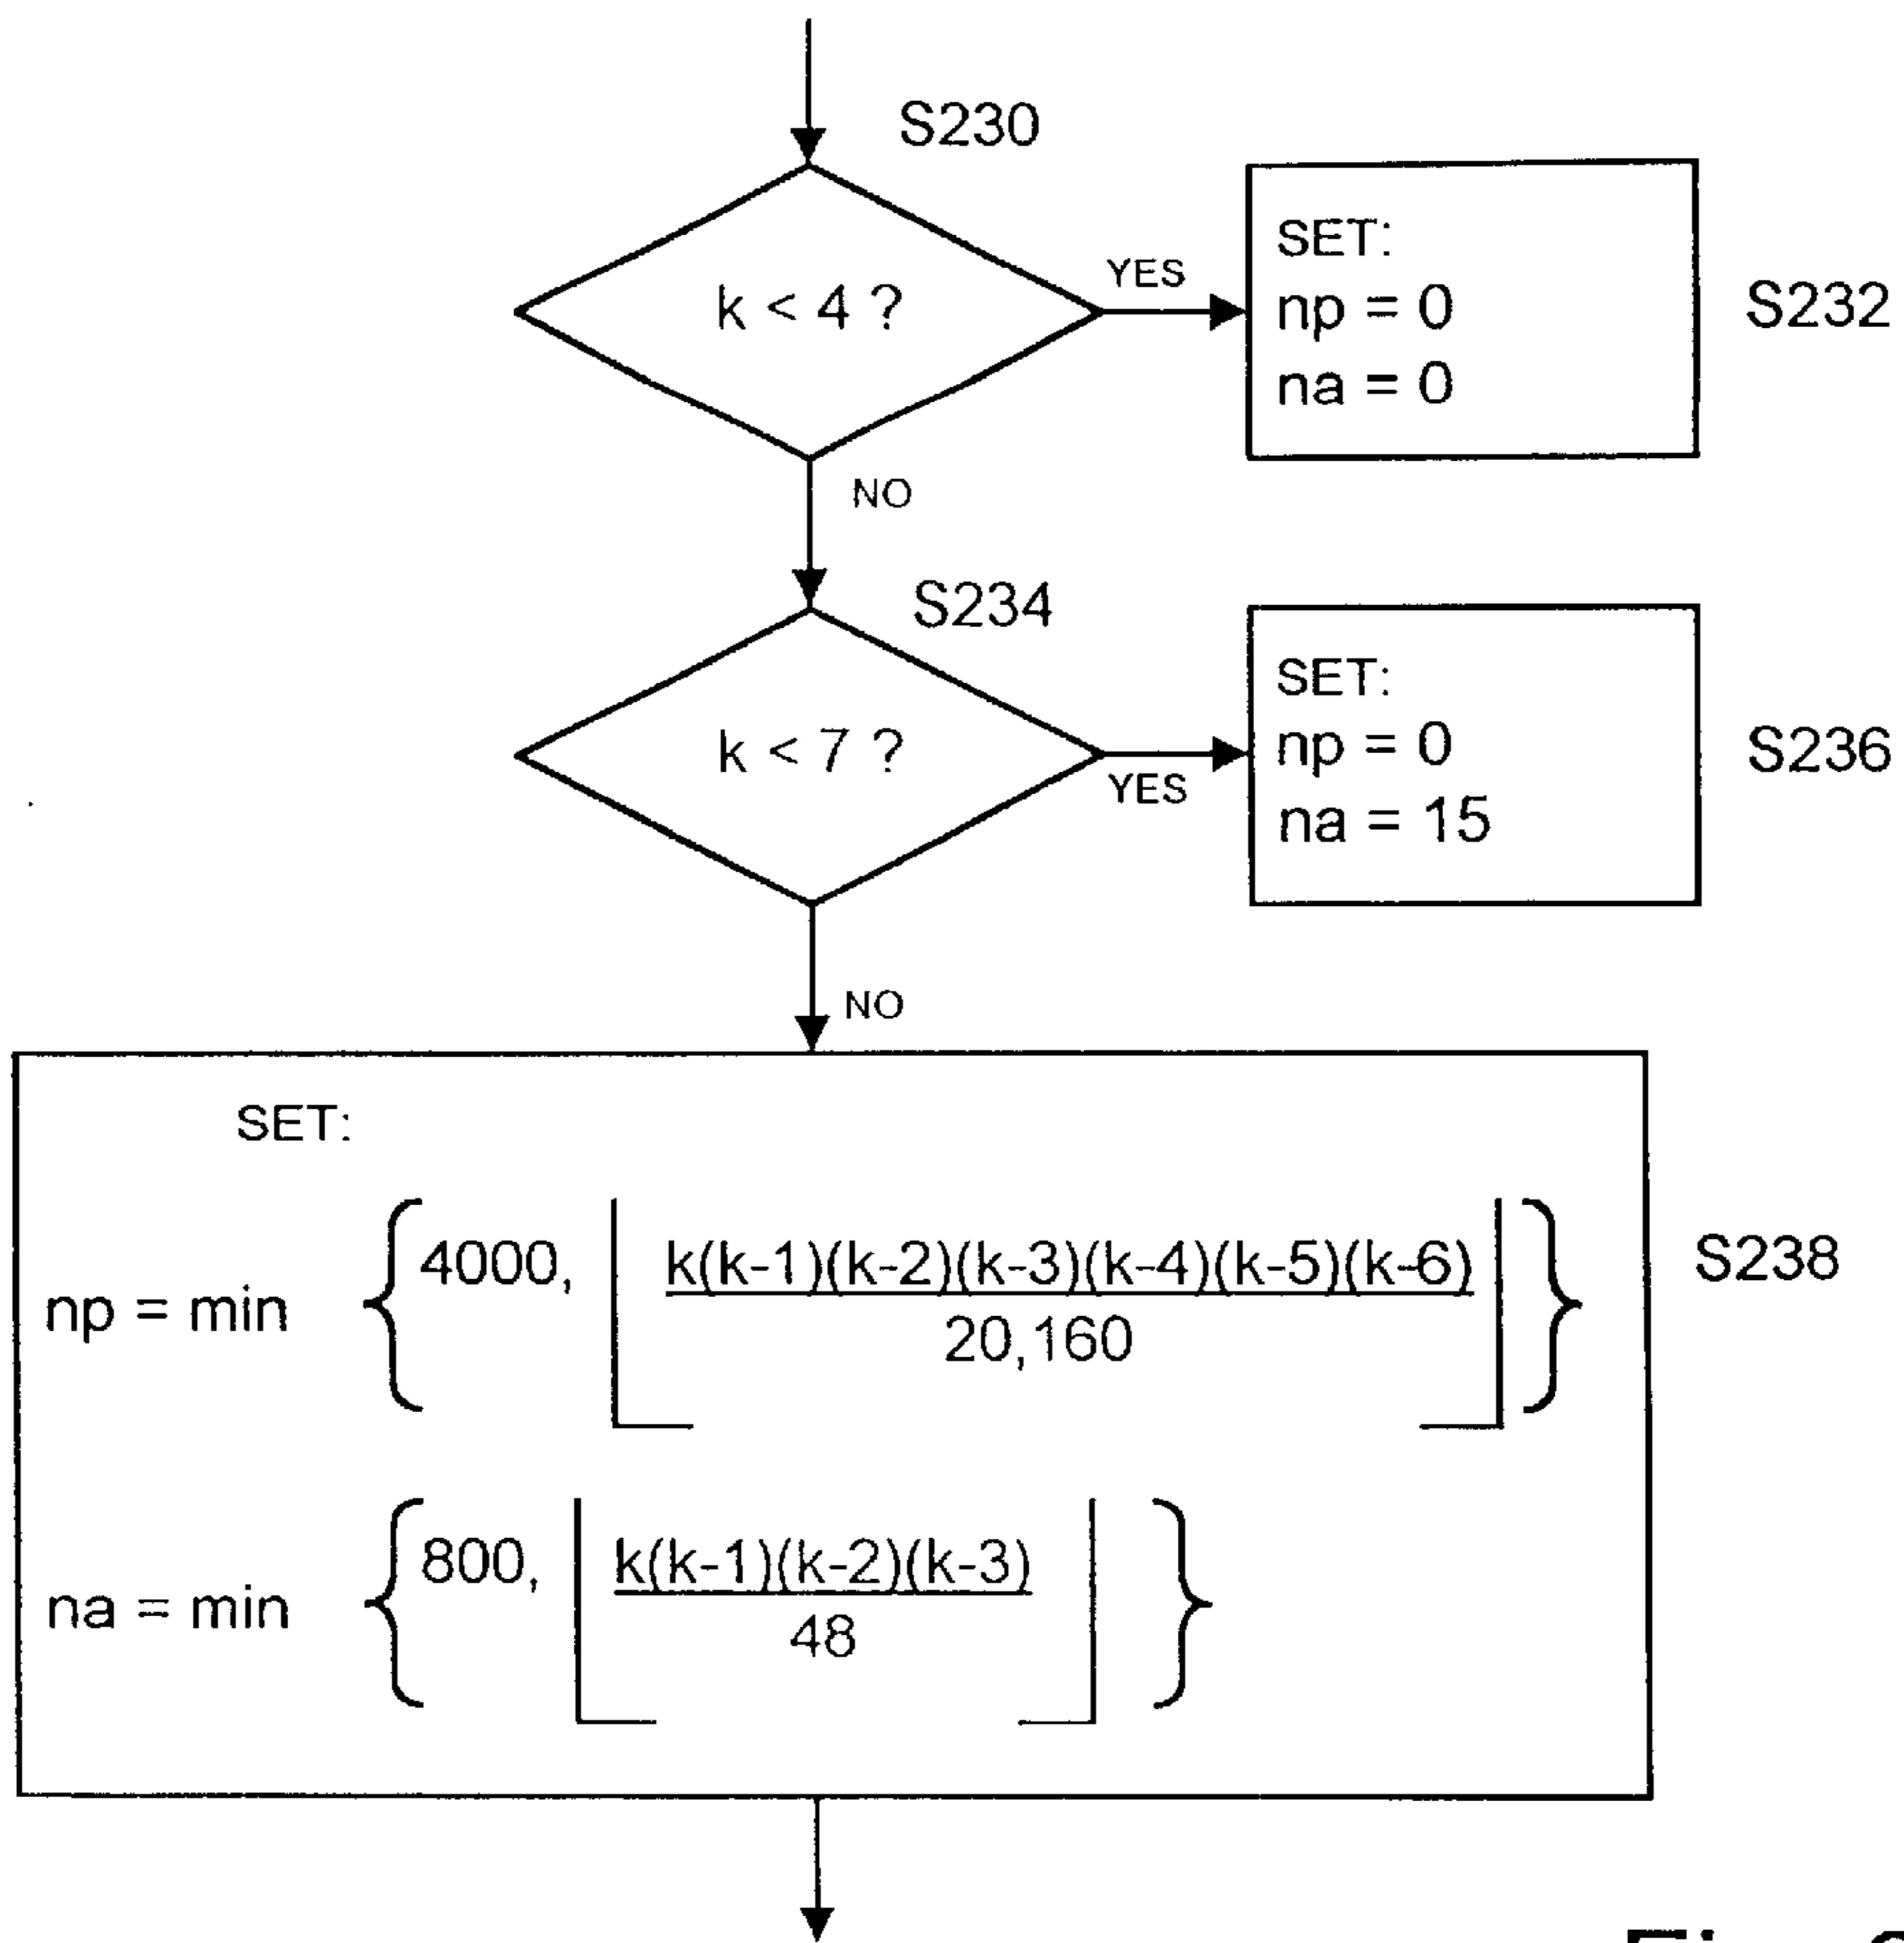 S230
k < 4 ?
YES
SET:
np = 0
na = 0
S232
NO
S234
k < 7 ?
YES
SET:
np = 0
na = 15
S236
NO
SET:
np = min { 4000, ⌊ k(k-1)(k-2)(k-3)(k-4)(k-5)(k-6) / 20,160 ⌋ }
S238
na = min { 800, ⌊ k(k-1)(k-2)(k-3) / 48 ⌋ }